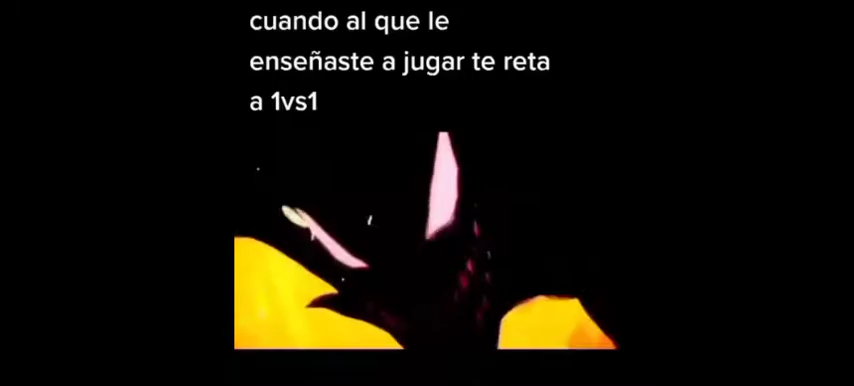 cuando al que le
enseñaste a jugar te reta
a 1vs1